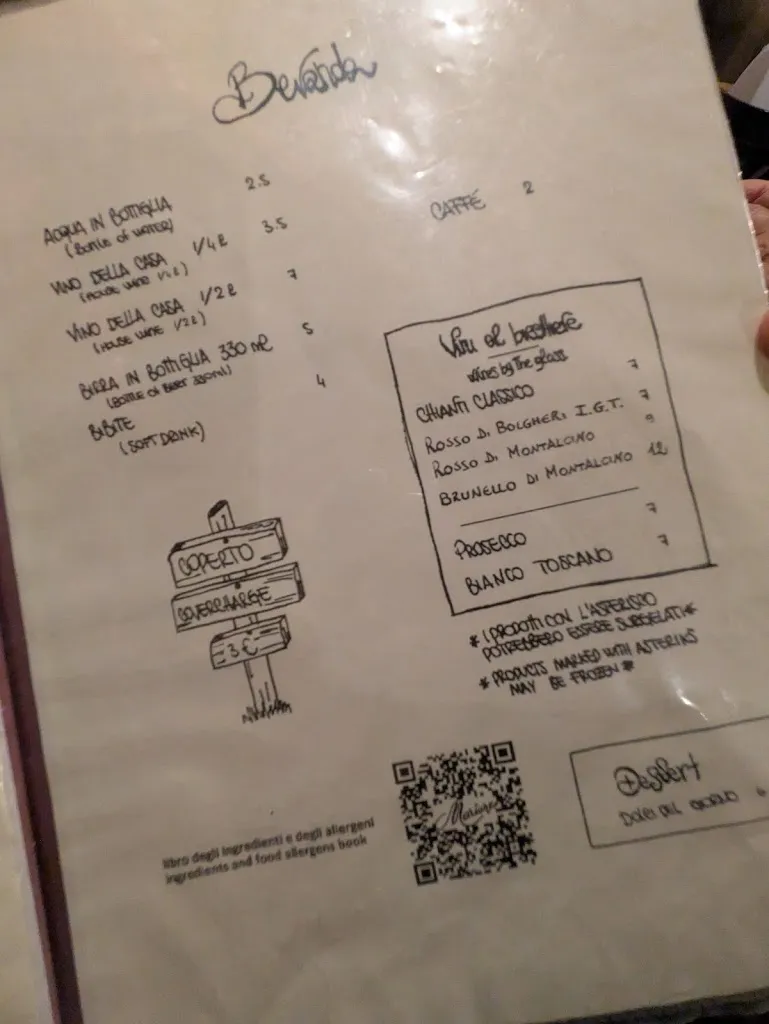 Bevande
ACQUA IN BOTTIGLIA 2.5
(BOTTLE OF WATER)
VINO DELLA CASA 1/4 l 3.5
(HOUSE WINE 1/4 l)
VINO DELLA CASA 1/2 l 7
(HOUSE WINE 1/2 l)
BIRRA IN BOTTIGLIA 330 ml 5
(BOTTLE OF BEER 330ml)
BIBITE 4
(SOFT DRINK)
CAFFÉ 2
Vini al bicchiere
wines by the glass
CHIANTI CLASSICO 7
ROSSO DI BOLGHERI I.G.T. 7
ROSSO DI MONTALCINO 9
BRUNELLO DI MONTALCINO 12
PROSECCO 7
BIANCO TOSCANO 7
* I PRODOTTI CON L'ASTERISCO
POTREBBERO ESSERE SURGELATI *
* PRODUCTS MARKED WITH ASTERIKS
MAY BE FROZEN *
COPERTO
COVERCHARGE
3 €
libro degli ingredienti e degli allergeni
ingredients and food allergens book
Dessert
DOLCI DEL GIORNO 6